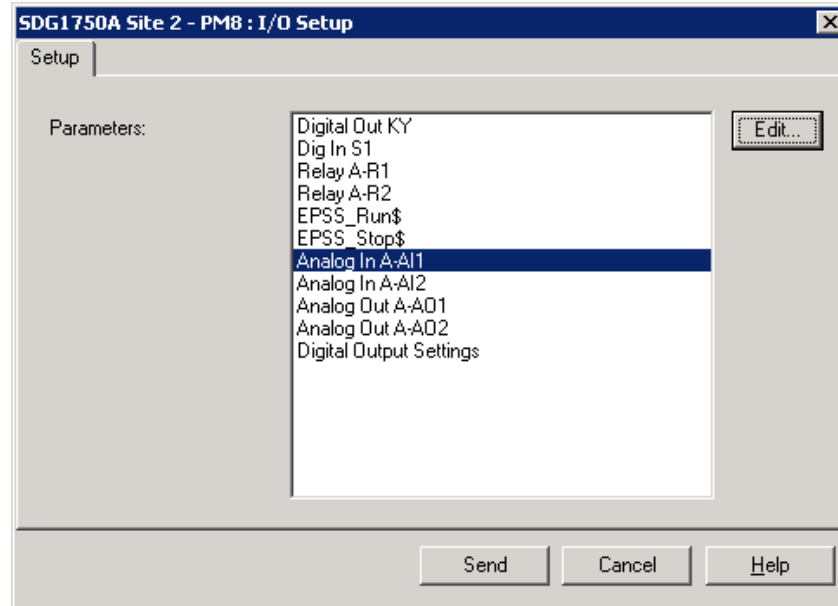 SDG1750A Site 2 - PM8 : I/O Setup
Setup
Parameters:
Digital Out KY
Dig In S1
Relay A-R1
Relay A-R2
EPSS_Run$
EPSS_Stop$
Analog In A-AI1
Analog In A-AI2
Analog Out A-AO1
Analog Out A-AO2
Digital Output Settings
Edit...
Send
Cancel
Help